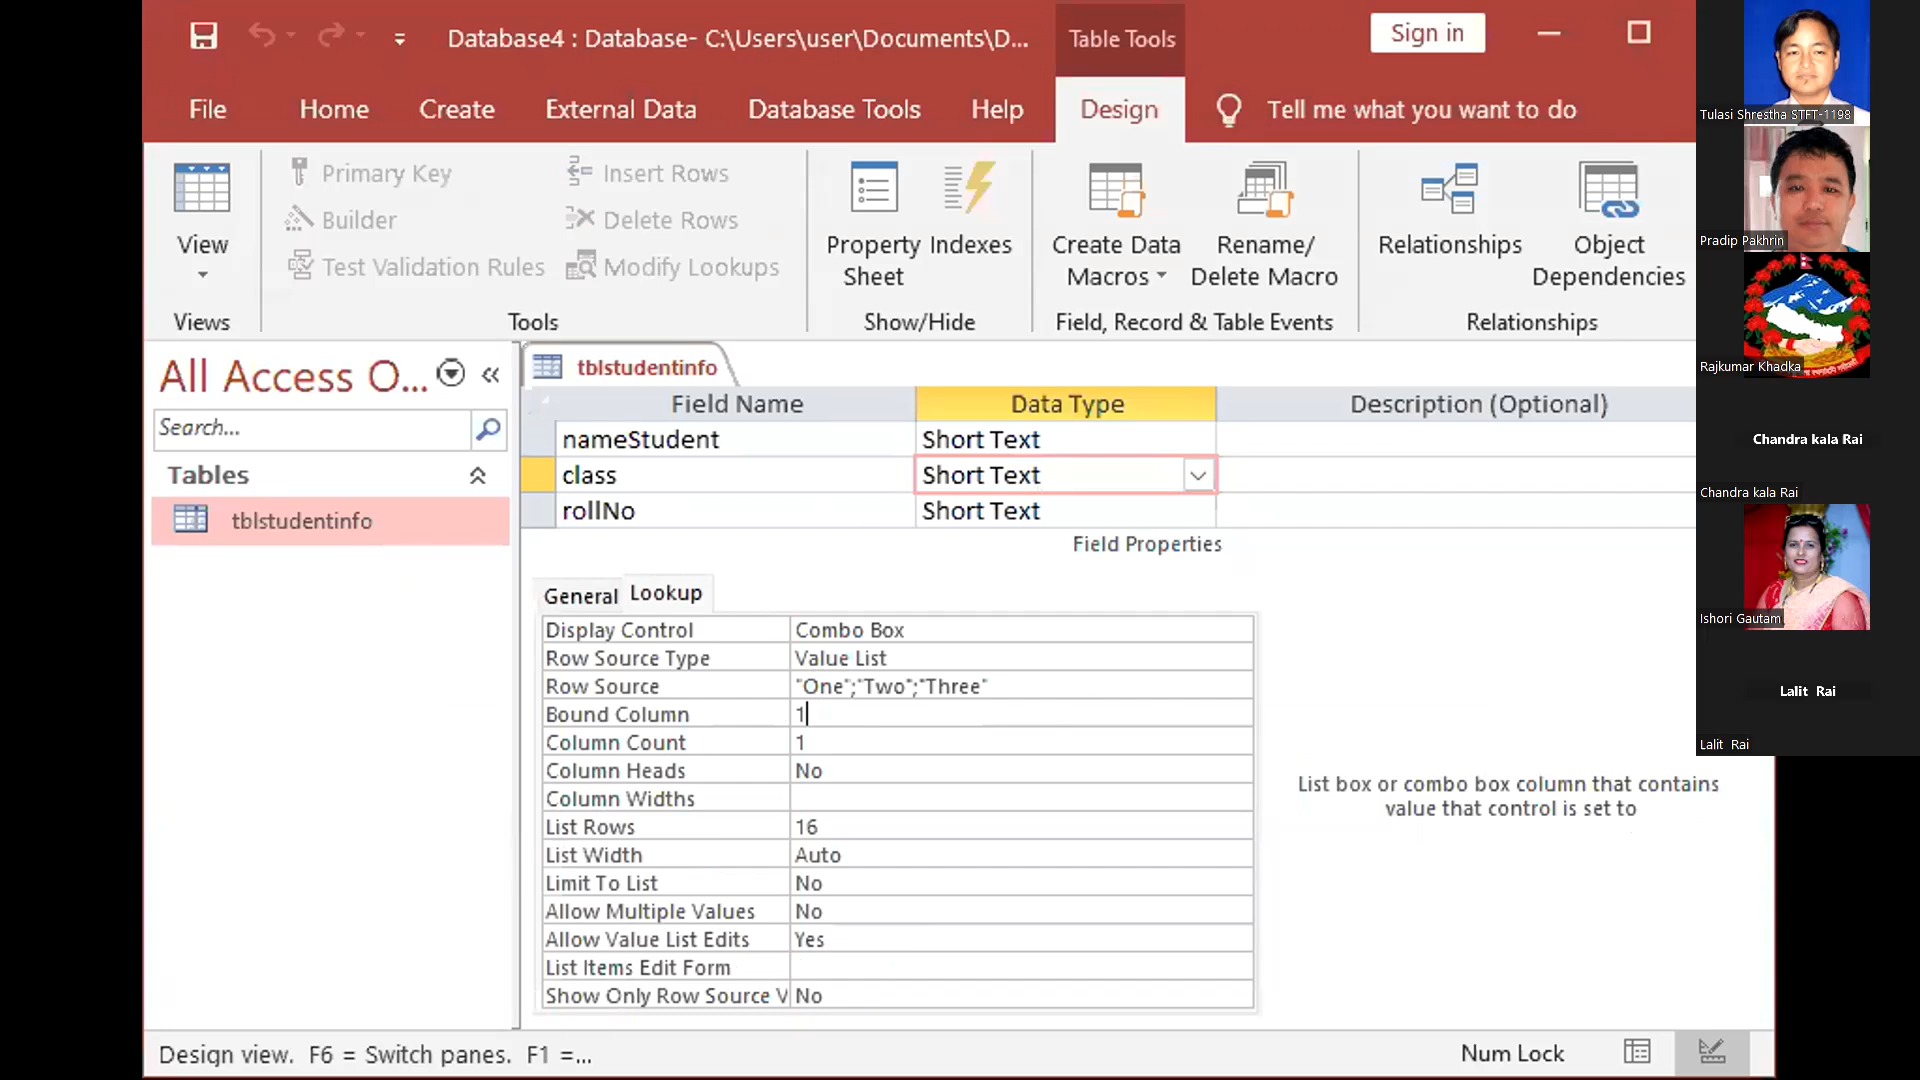 Database4 : Database- C:\Users\user\Documents\D...
Table Tools
Sign in
File
Home
Create
External Data
Database Tools
Help
Design
Tell me what you want to do
View
Primary Key
Builder
Test Validation Rules
Insert Rows
Delete Rows
Modify Lookups
Property Sheet
Indexes
Create Data Macros
Rename/ Delete Macro
Relationships
Object Dependencies
Views
Tools
Show/Hide
Field, Record & Table Events
Relationships
All Access O...
Search...
Tables
tblstudentinfo
tblstudentinfo
Field Name Data Type Description (Optional)
nameStudent Short Text
class Short Text
rollNo Short Text
Field Properties
General Lookup
Display Control Combo Box
Row Source Type Value List
Row Source "One";"Two";"Three"
Bound Column 1
Column Count 1
Column Heads No
Column Widths
List Rows 16
List Width Auto
Limit To List No
Allow Multiple Values No
Allow Value List Edits Yes
List Items Edit Form
Show Only Row Source V No
List box or combo box column that contains
value that control is set to
Design view. F6 = Switch panes. F1 =...
Num Lock
Tulasi Shrestha STFT-1198
Pradip Pakhrin
Rajkumar Khadka
Chandra kala Rai
Chandra kala Rai
Ishori Gautam
Lalit Rai
Lalit Rai